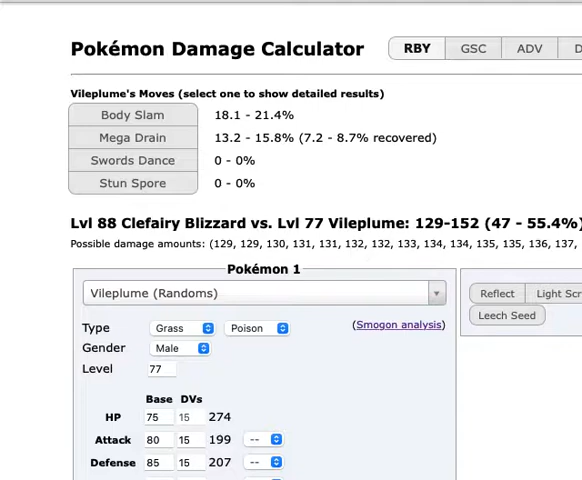 Pokémon Damage Calculator
RBY GSC ADV D
Vileplume's Moves (select one to show detailed results)
Body Slam 18.1 - 21.4%
Mega Drain 13.2 - 15.8% (7.2 - 8.7% recovered)
Swords Dance 0 - 0%
Stun Spore 0 - 0%
Lvl 88 Clefairy Blizzard vs. Lvl 77 Vileplume: 129-152 (47 - 55.4%)
Possible damage amounts: (129, 129, 130, 131, 131, 132, 132, 133, 134, 134, 135, 135, 136, 137,
Pokémon 1
Vileplume (Randoms)
Reflect Light Scr
Leech Seed
Type Grass Poison (Smogon analysis)
Gender Male
Level 77
Base DVs
HP 75 15 274
Attack 80 15 199 --
Defense 85 15 207 --